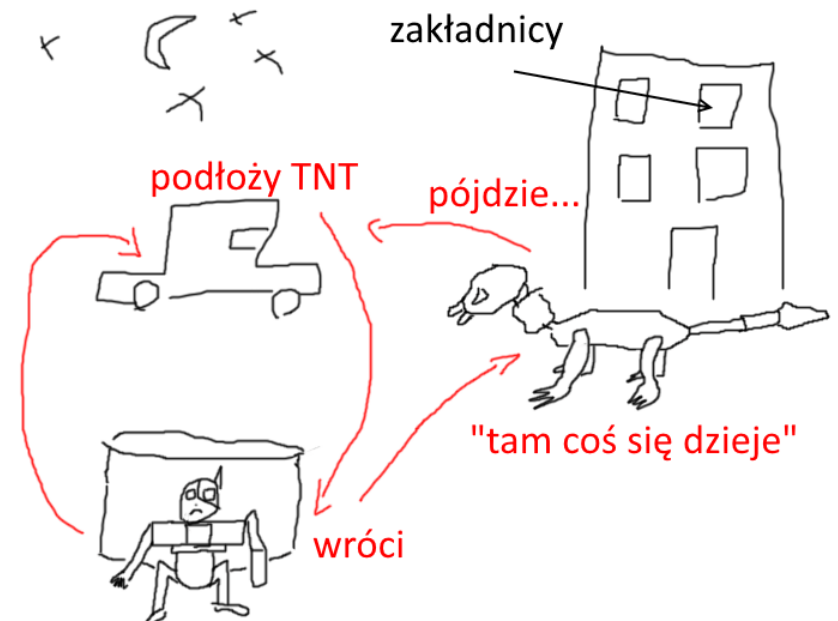 zakładnicy
podłoży TNT
pójdzie...
"tam coś się dzieje"
wróci